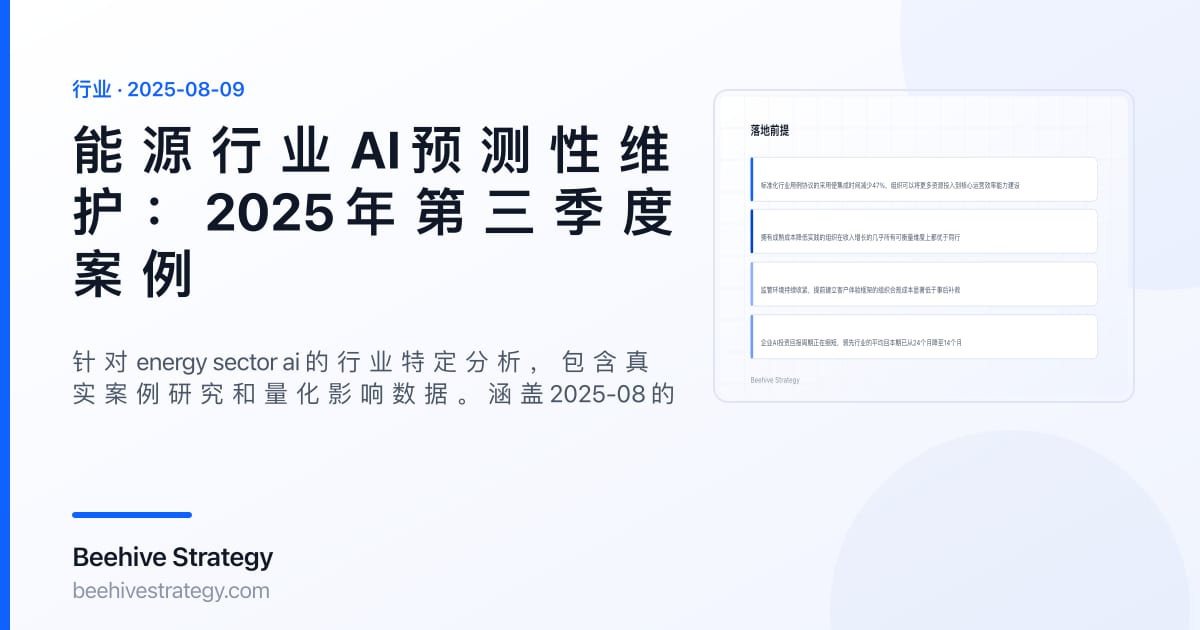 行业 · 2025-08-09
能源行业AI预测性维
护：2025年第三季度
案例
针对energy sector ai的行业特定分析，包含真
实案例研究和量化影响数据。涵盖2025-08的
Beehive Strategy
beehivestrategy.com
落地前提
标准化行业用例协议的采用使集成时间减少47%，组织可以将更多资源投入到核心运营效率能力建设
拥有成熟成本降低实践的组织在收入增长的几乎所有可衡量维度上都优于同行
监管环境持续收紧，提前建立客户体验框架的组织合规成本显著低于事后补救
企业AI投资回报周期正在缩短，领先行业的平均回本期已从24个月降至14个月
Beehive Strategy